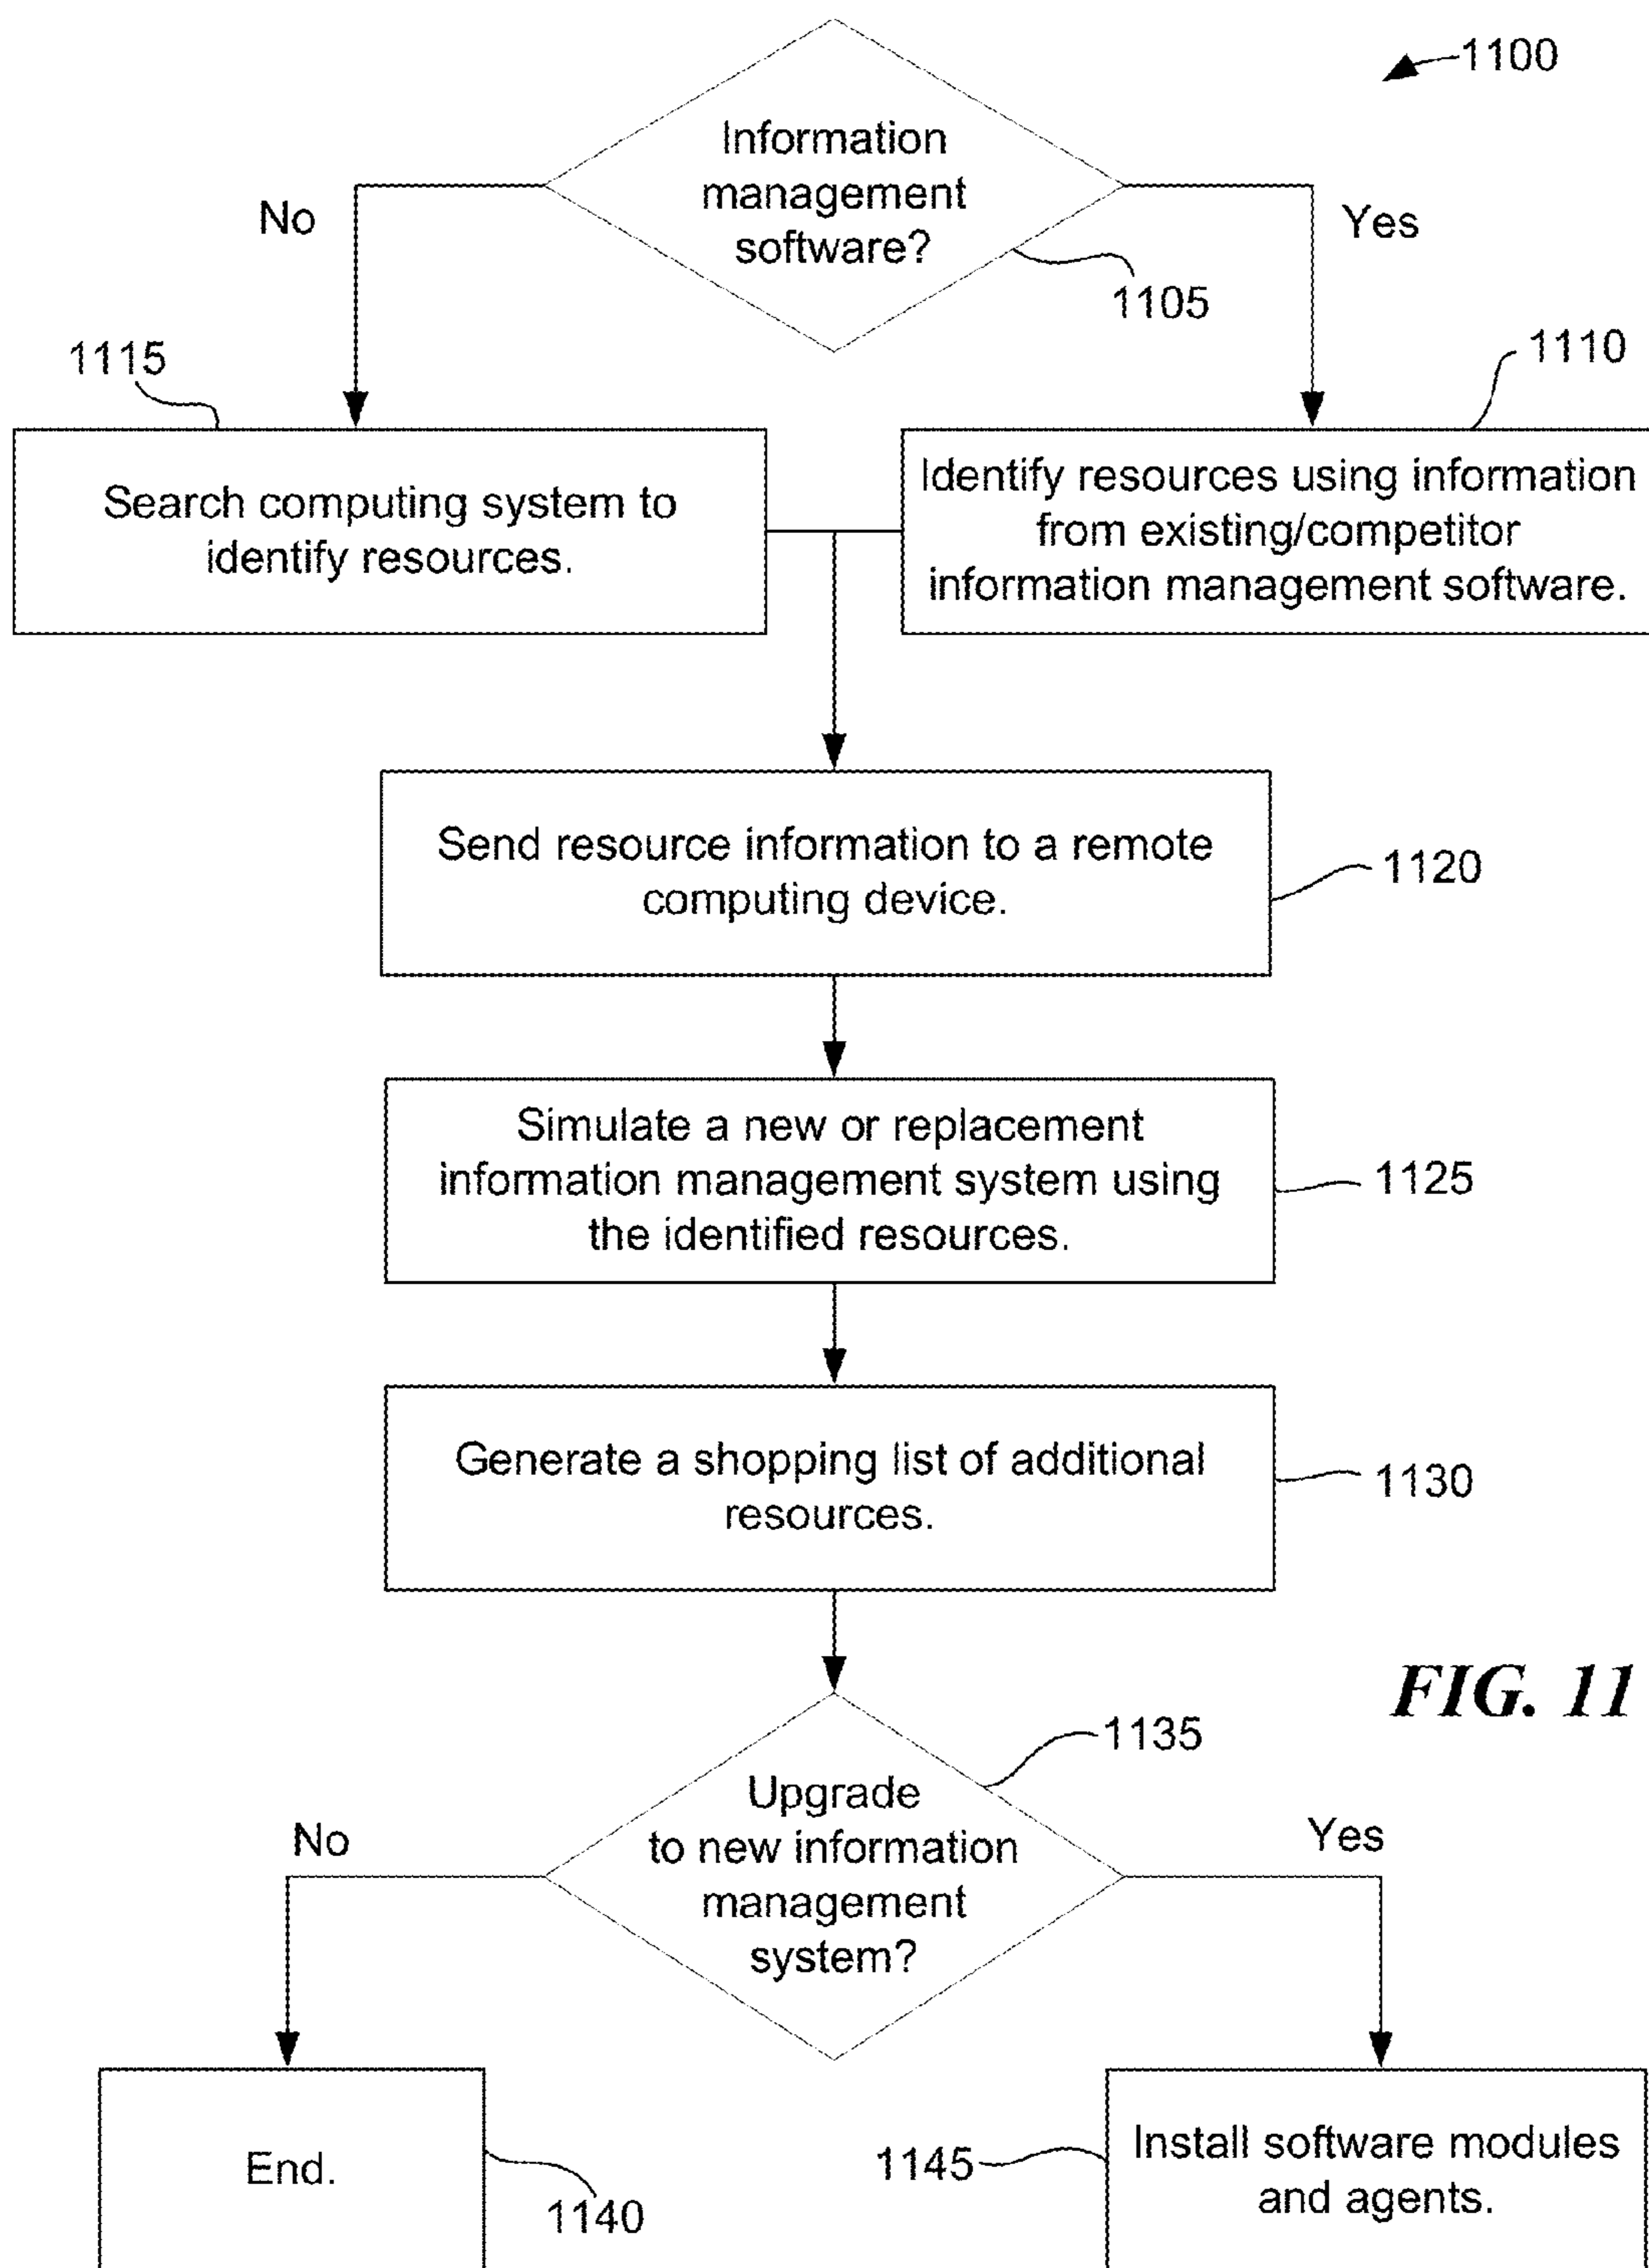 1100
Information
management
software?
No
Yes
1105
1115
1110
Search computing system to
identify resources.
Identify resources using information
from existing/competitor
information management software.
Send resource information to a remote
computing device.
1120
Simulate a new or replacement
information management system using
the identified resources.
1125
Generate a shopping list of additional
resources.
1130
FIG. 11
1135
Upgrade
to new information
management
system?
No
Yes
End.
1140
1145
Install software modules
and agents.